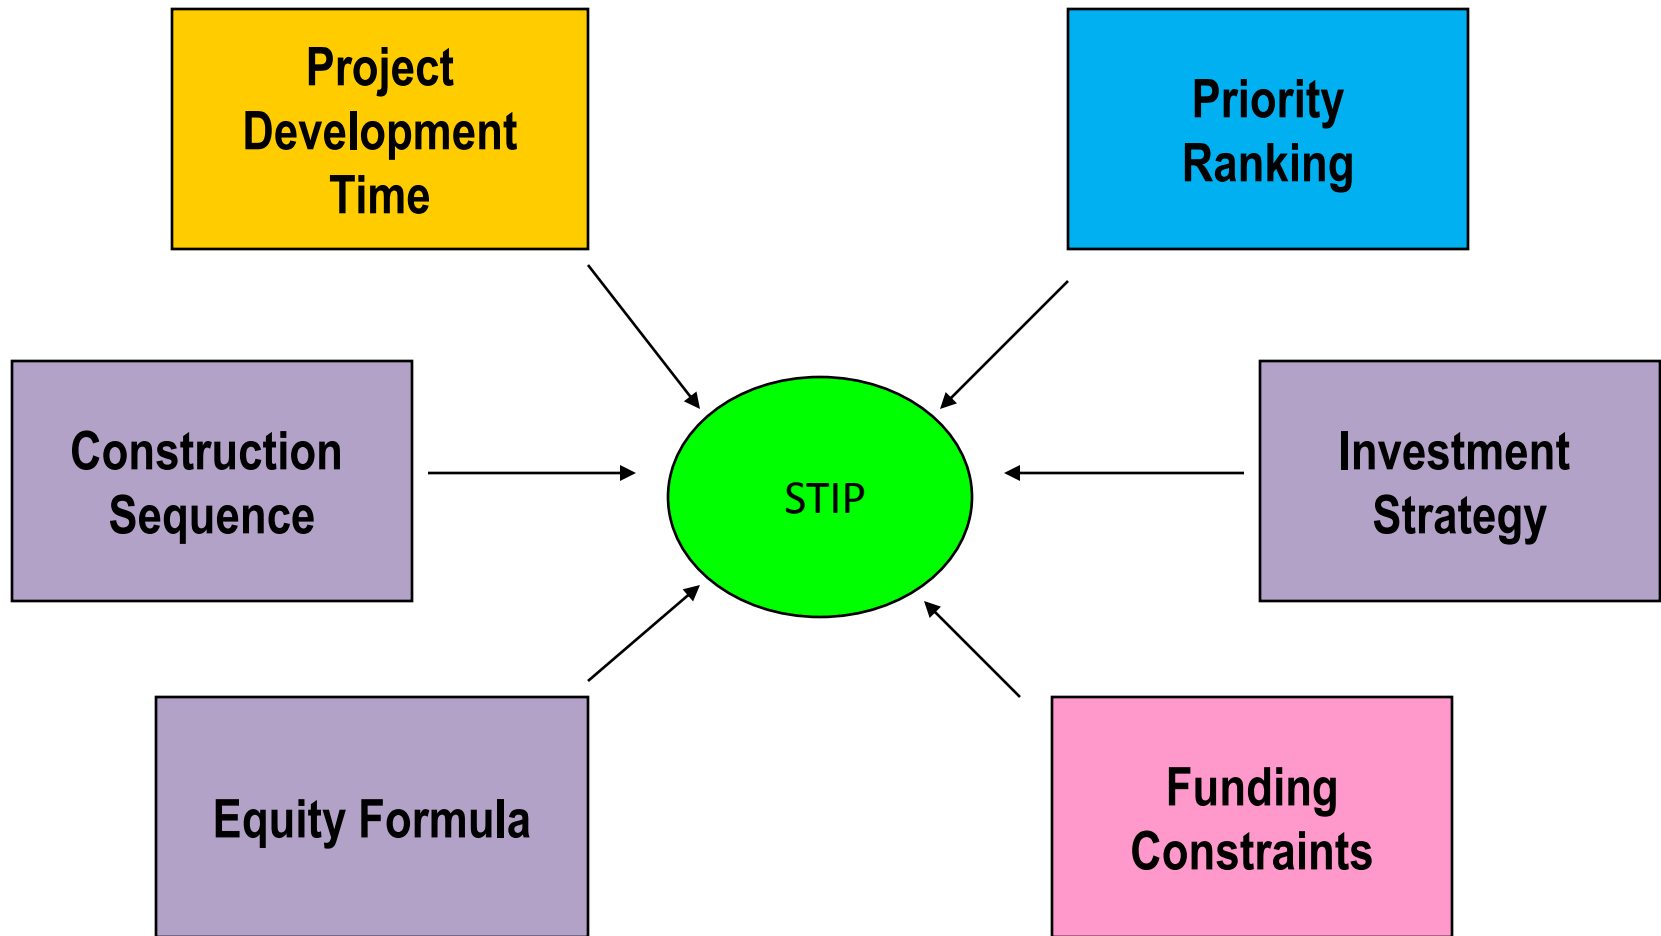 Project
Development
Time
Priority
Ranking
Construction
Sequence
STIP
Investment
Strategy
Equity Formula
Funding
Constraints